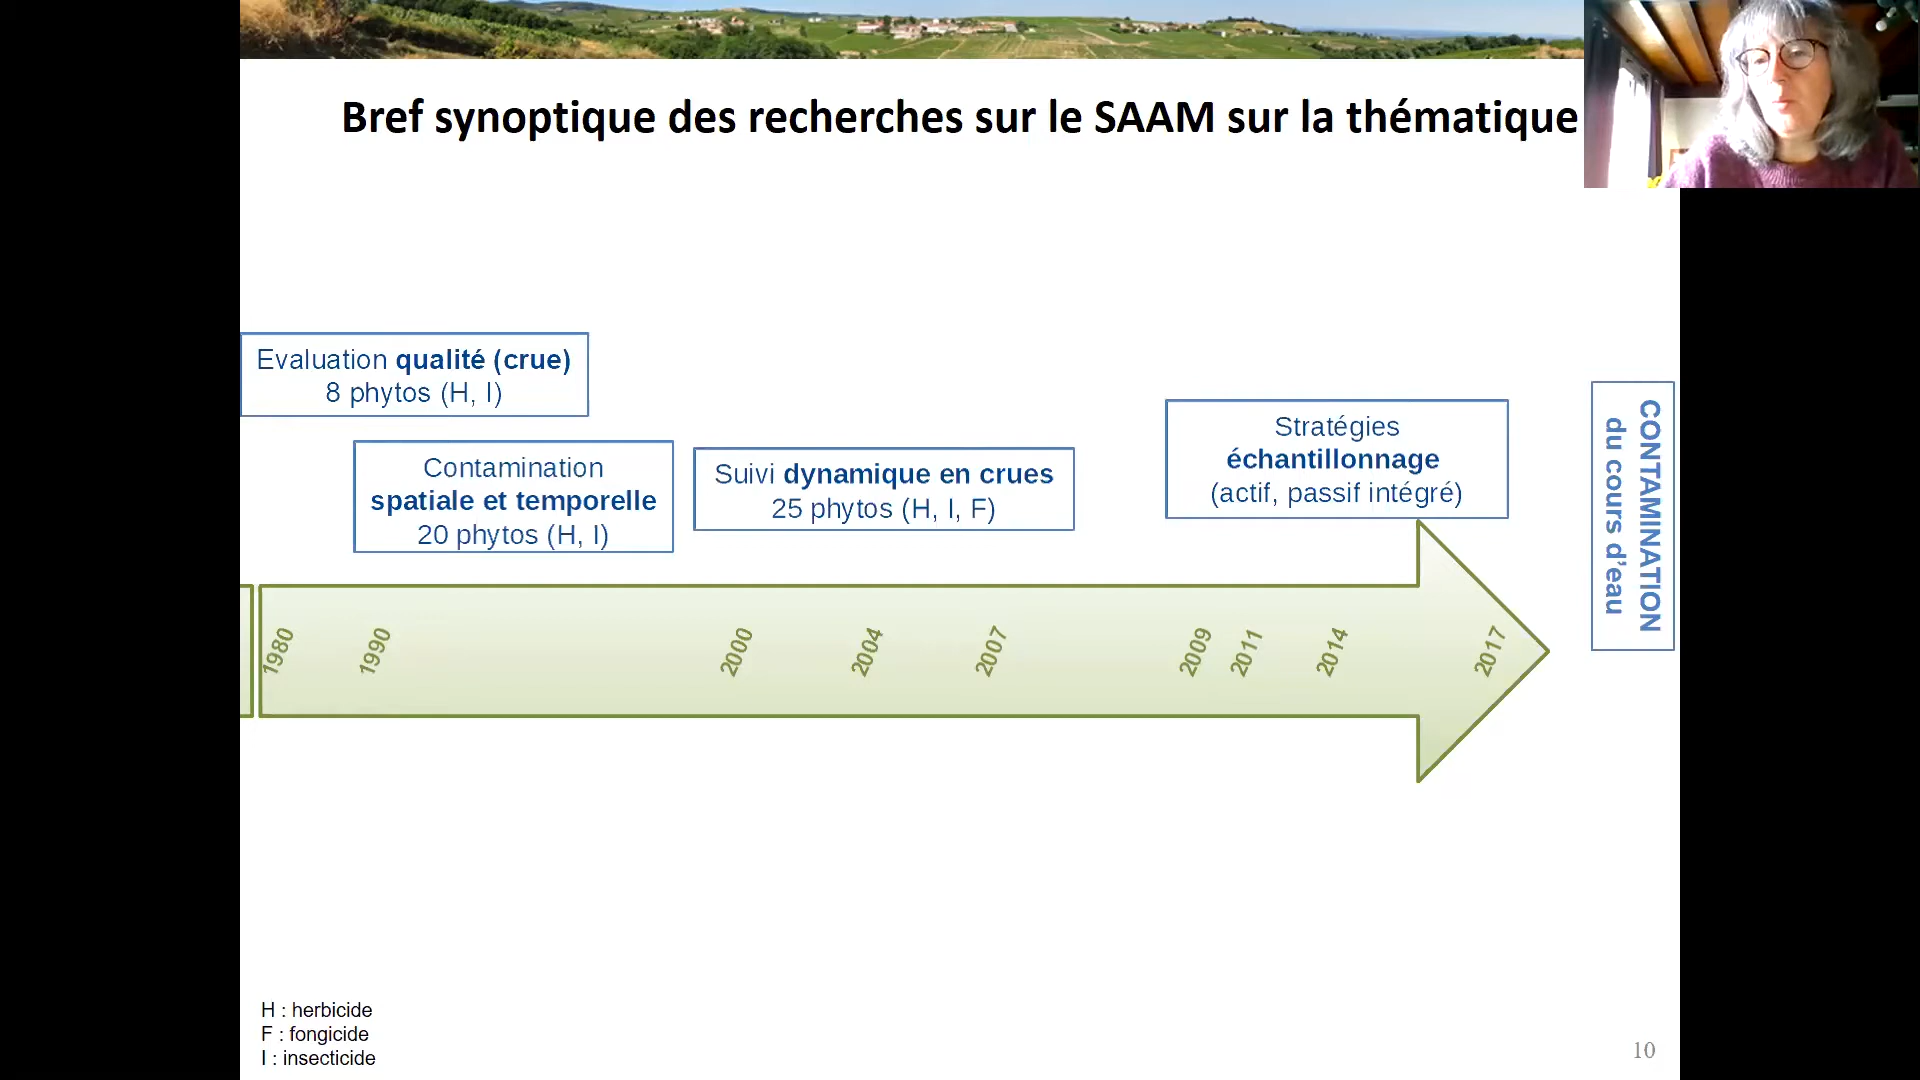 Bref synoptique des recherches sur le SAAM sur la thématique
Evaluation qualité (crue)
8 phytos (H, I)
Contamination
spatiale et temporelle
20 phytos (H, I)
Suivi dynamique en crues
25 phytos (H, I, F)
Stratégies
échantillonnage
(actif, passif intégré)
CONTAMINATION
du cours d'eau
1980
1990
2000
2004
2007
2009
2011
2014
2017
H : herbicide
F : fongicide
I : insecticide
10